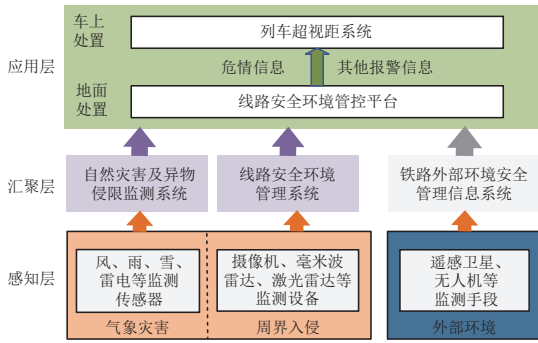 车上
处置
列车超视距系统
应用层
危情信息
其他报警信息
地面
处置
线路安全环境管控平台
汇聚层
自然灾害及异物
侵限监测系统
线路安全环境
管理系统
铁路外部环境安全
管理信息系统
感知层
风、雨、雪、
雷电等监测
传感器
气象灾害
摄像机、毫米波
雷达、激光雷达等
监测设备
周界入侵
遥感卫星、
无人机等
监测手段
外部环境